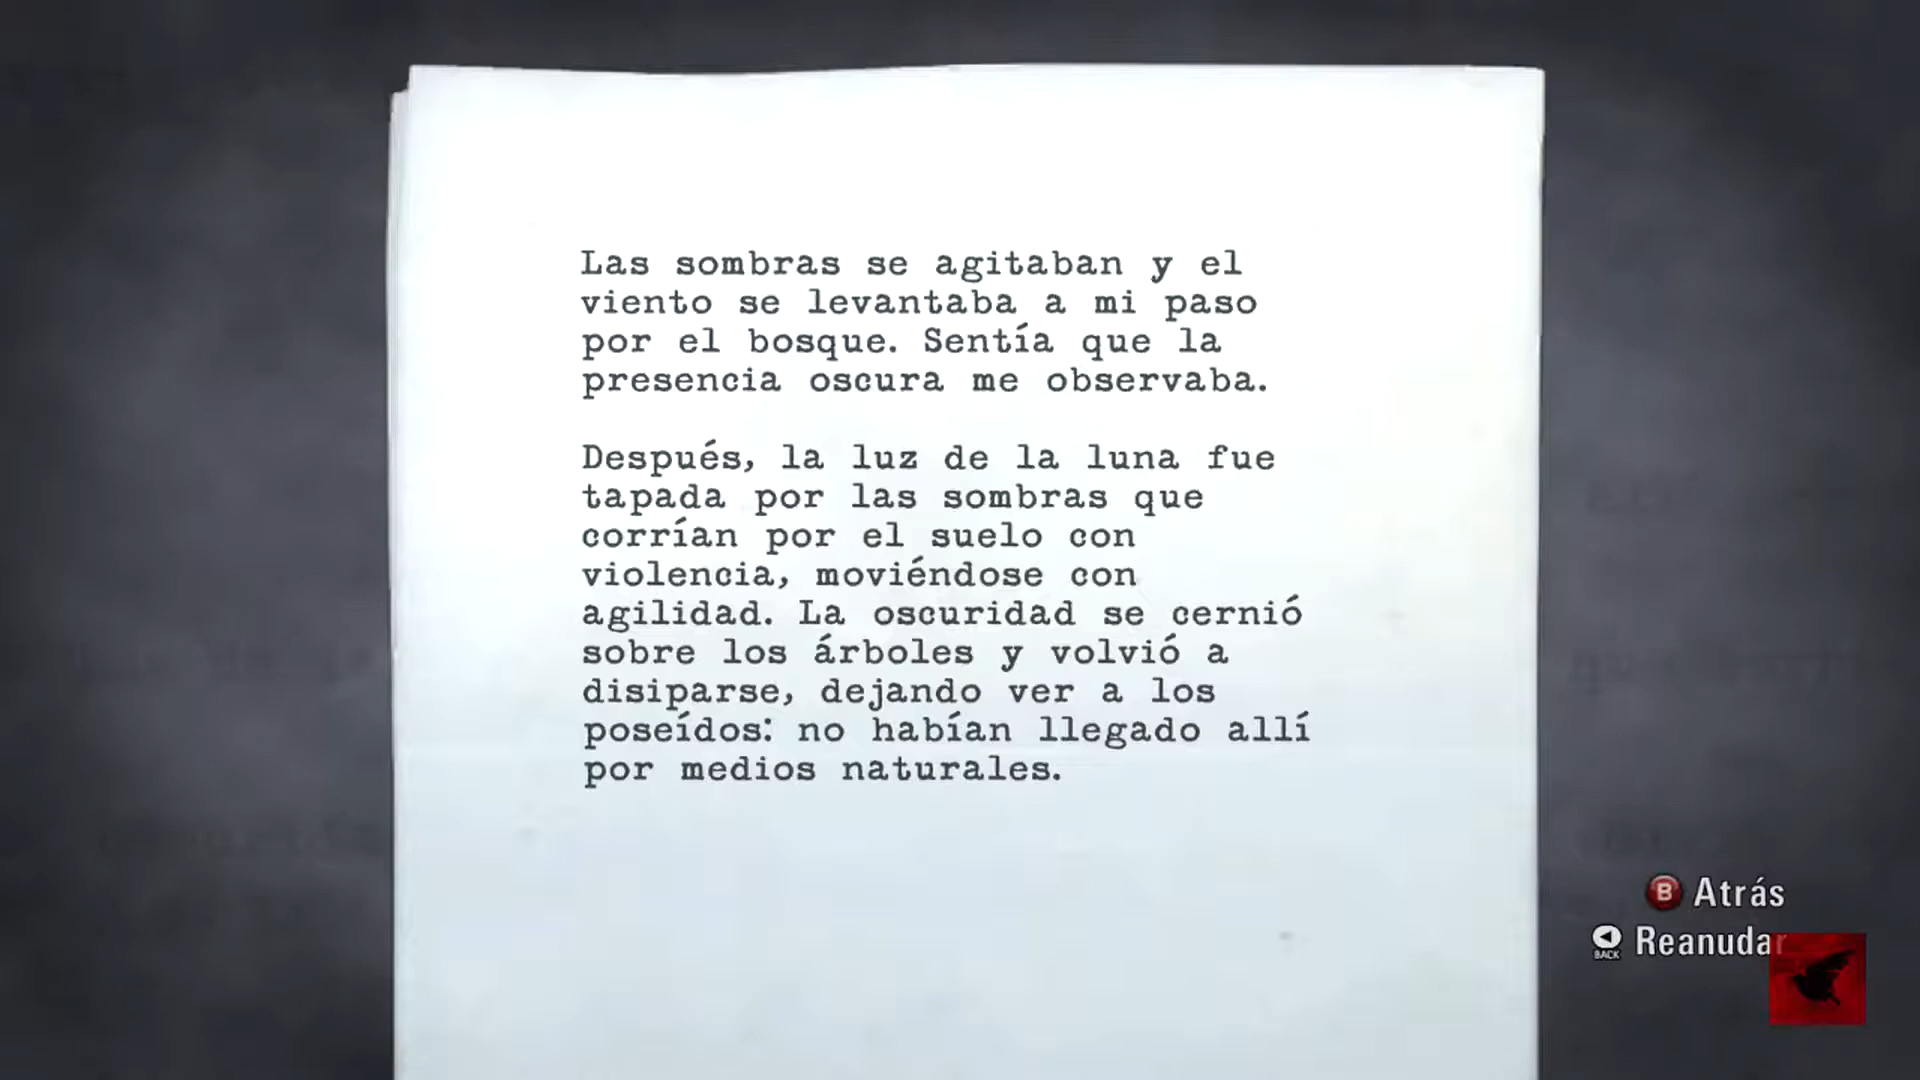 Las sombras se agitaban y el
viento se levantaba a mi paso
por el bosque. Sentía que la
presencia oscura me observaba.
Después, la luz de la luna fue
tapada por las sombras que
corrían por el suelo con
violencia, moviéndose con
agilidad. La oscuridad se cernió
sobre los árboles y volvió a
disiparse, dejando ver a los
poseídos: no habían llegado allí
por medios naturales.
B Atrás
BACK Reanudar